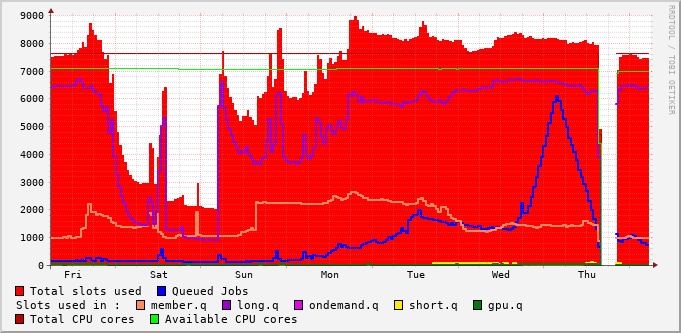 9000
8000
7000
6000
5000
4000
3000
2000
1000
0
Fri Sat Sun Mon Tue Wed Thu
RRDTOOL / TOBI OETIKER
Total slots used Queued Jobs
Slots used in : member.q long.q ondemand.q short.q gpu.q
Total CPU cores Available CPU cores